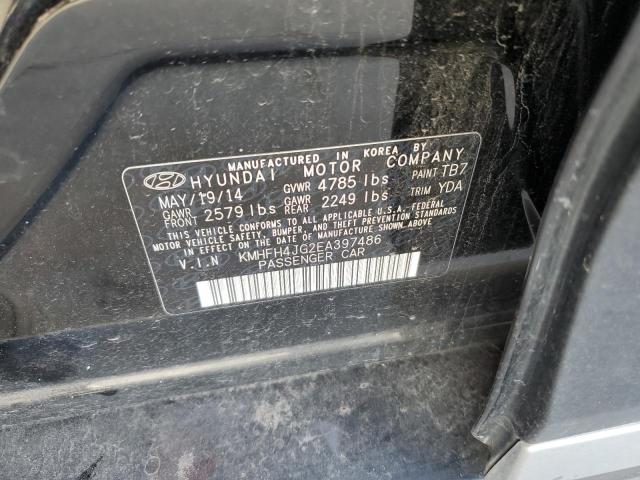 MANUFACTURED IN KOREA BY
HYUNDAI MOTOR COMPANY
MAY/19/14 GVWR 4785 lbs PAINT TB7
GAWR FRONT 2579 lbs GAWR REAR 2249 lbs TRIM YDA
THIS VEHICLE CONFORMS TO ALL APPLICABLE U.S.A. FEDERAL
MOTOR VEHICLE SAFETY, BUMPER, AND THEFT PREVENTION STANDARDS
IN EFFECT ON THE DATE OF MANUFACTURE SHOWN ABOVE.
V.I.N KMHFH4JG2EA397486
PASSENGER CAR